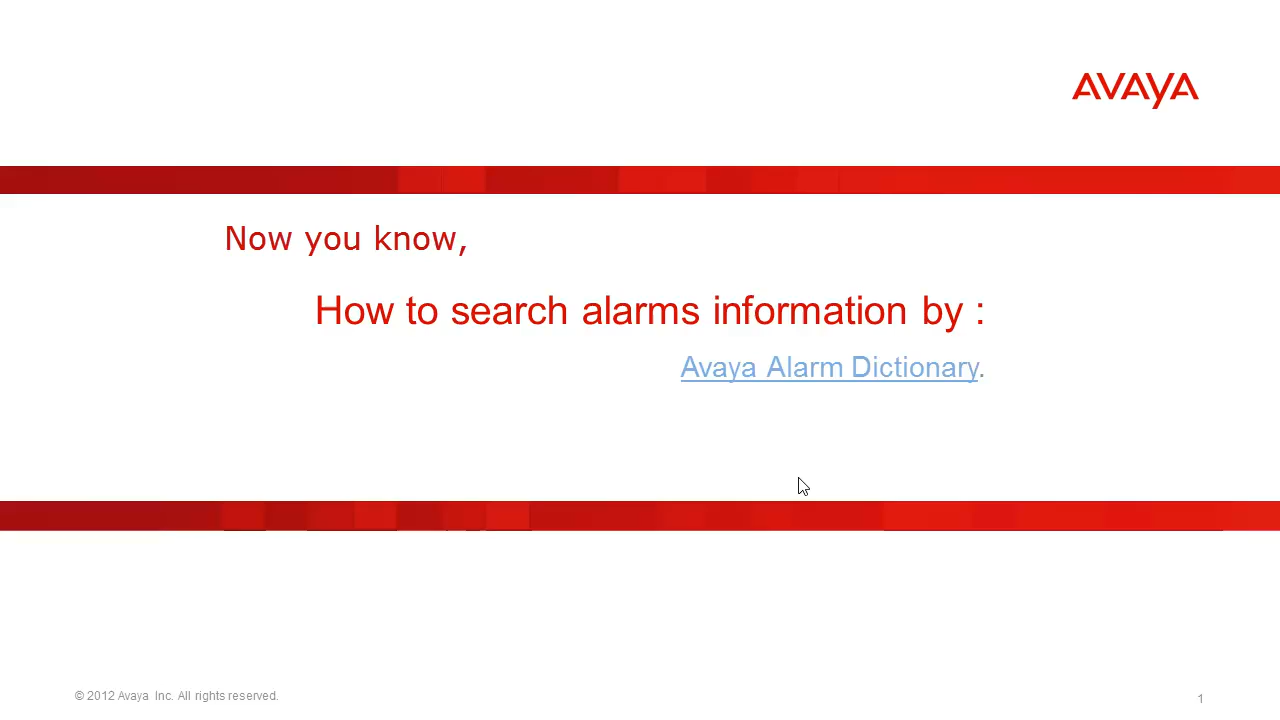 AVAYA
Now you know,
How to search alarms information by :
Avaya Alarm Dictionary.
© 2012 Avaya Inc. All rights reserved.
1